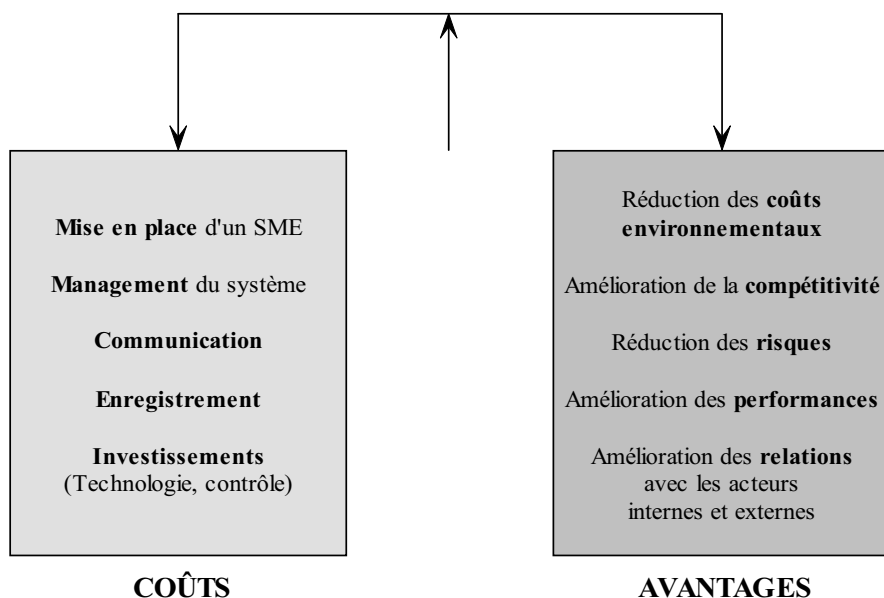 Mise en place d'un SME
Management du système
Communication
Enregistrement
Investissements
(Technologie, contrôle)
COÛTS
Réduction des coûts
environnementaux
Amélioration de la compétitivité
Réduction des risques
Amélioration des performances
Amélioration des relations
avec les acteurs
internes et externes
AVANTAGES